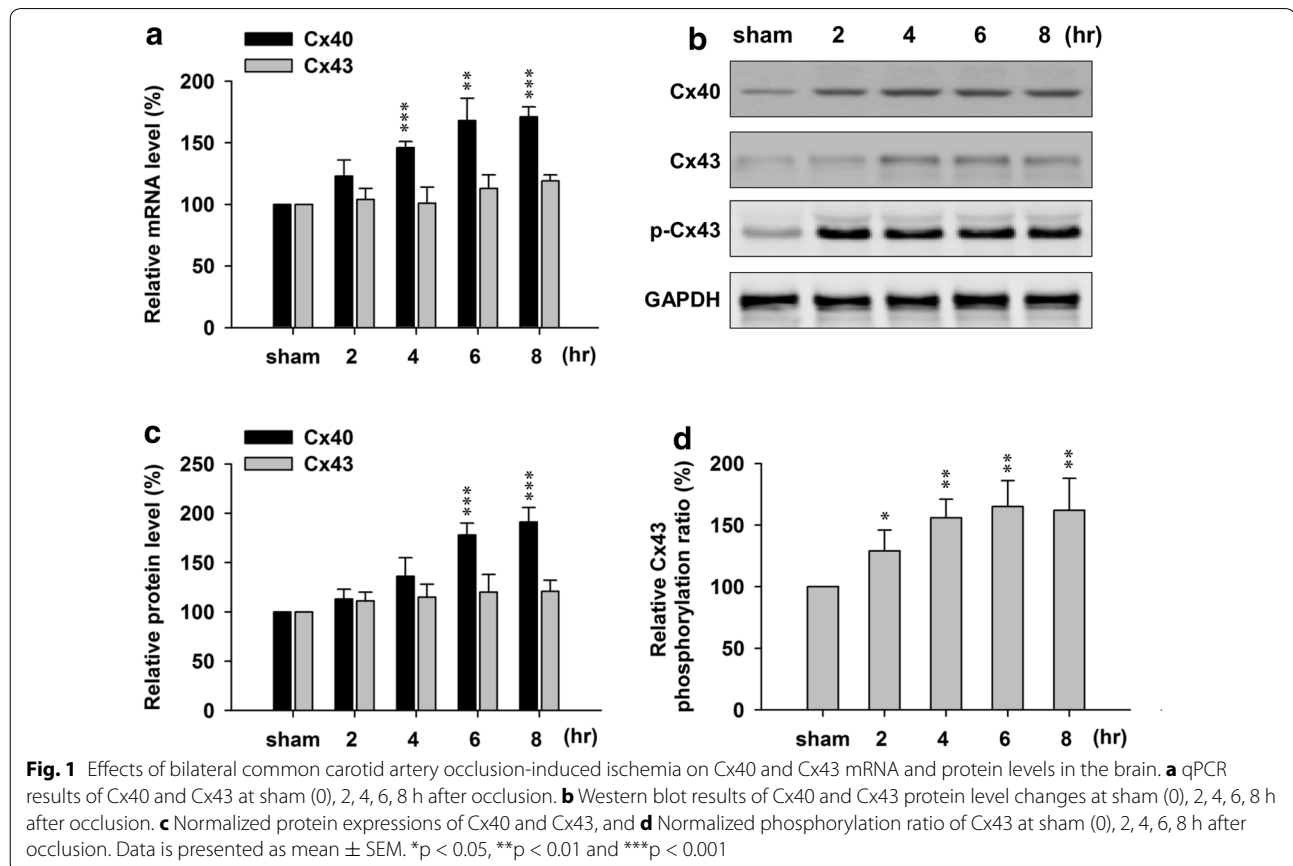 a
Cx40
Cx43
Relative mRNA level (%)
200
150
100
50
0
***
**
***
sham 2 4 6 8 (hr)
b
sham 2 4 6 8 (hr)
Cx40
Cx43
p-Cx43
GAPDH
c
Cx40
Cx43
Relative protein level (%)
250
200
150
100
50
0
***
***
sham 2 4 6 8 (hr)
d
Relative Cx43
phosphorylation ratio (%)
200
150
100
50
0
*
**
**
**
sham 2 4 6 8 (hr)
Fig. 1 Effects of bilateral common carotid artery occlusion-induced ischemia on Cx40 and Cx43 mRNA and protein levels in the brain. a qPCR
results of Cx40 and Cx43 at sham (0), 2, 4, 6, 8 h after occlusion. b Western blot results of Cx40 and Cx43 protein level changes at sham (0), 2, 4, 6, 8 h
after occlusion. c Normalized protein expressions of Cx40 and Cx43, and d Normalized phosphorylation ratio of Cx43 at sham (0), 2, 4, 6, 8 h after
occlusion. Data is presented as mean ± SEM. *p < 0.05, **p < 0.01 and ***p < 0.001